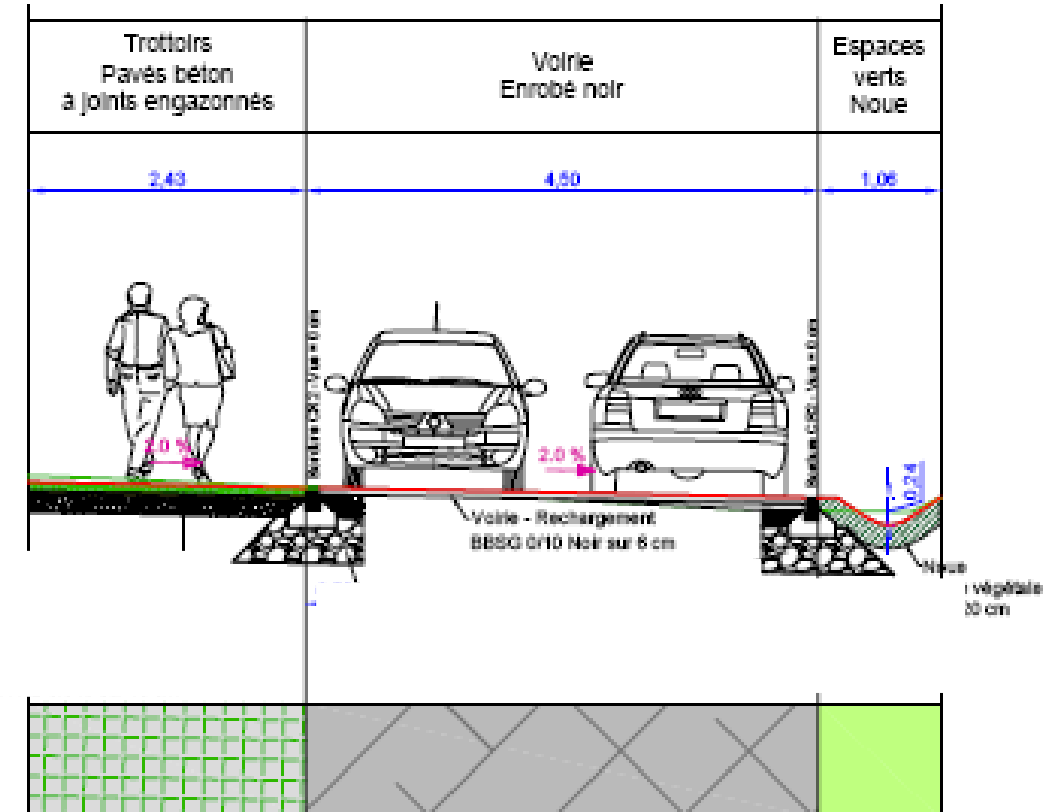 Trottoirs
Pavés béton
à joints engazonnés
Voirie
Enrobé noir
Espaces
verts
Noue
2,43
4,50
1,06
2.0 %
2.0 %
0,24
Voirie - Rechargement
BBSG 0/10 Noir sur 6 cm
Noue
végétale
20 cm